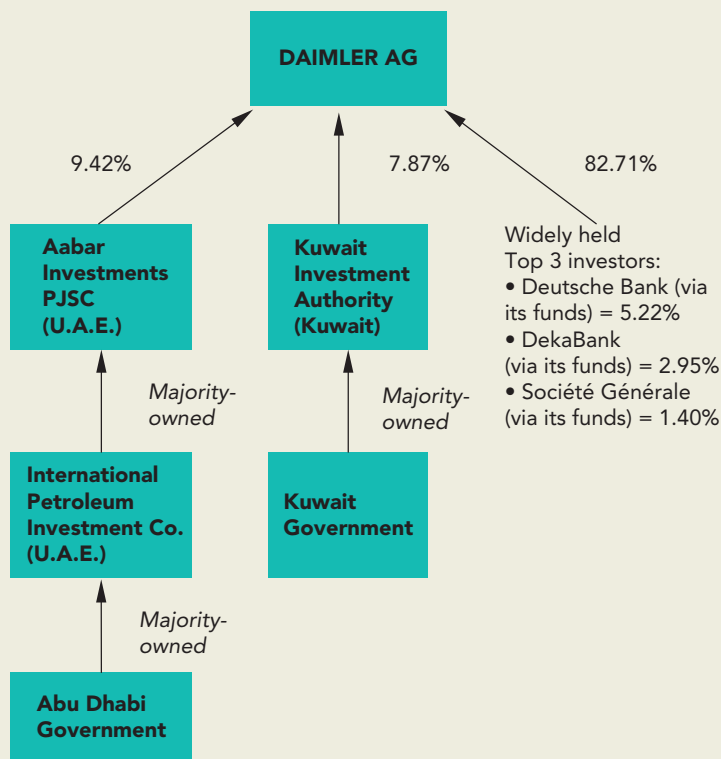 DAIMLER AG
9.42%
7.87%
82.71%
Aabar
Investments
PJSC
(U.A.E.)
Kuwait
Investment
Authority
(Kuwait)
Widely held
Top 3 investors:
• Deutsche Bank (via
its funds) = 5.22%
• DekaBank
(via its funds) = 2.95%
• Société Générale
(via its funds) = 1.40%
Majority-
owned
Majority-
owned
International
Petroleum
Investment Co.
(U.A.E.)
Kuwait
Government
Majority-
owned
Abu Dhabi
Government